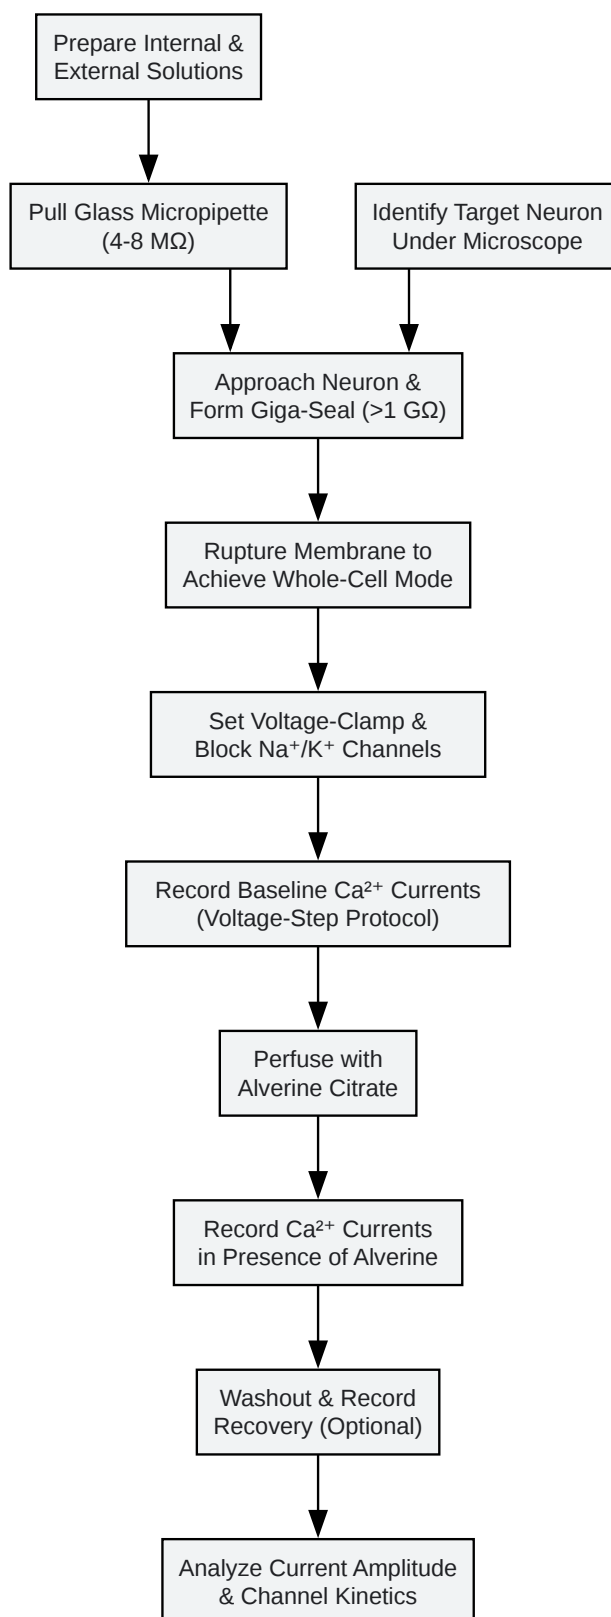 Prepare Internal &
External Solutions
Pull Glass Micropipette
(4-8 MΩ)
Identify Target Neuron
Under Microscope
Approach Neuron &
Form Giga-Seal (>1 GΩ)
Rupture Membrane to
Achieve Whole-Cell Mode
Set Voltage-Clamp &
Block Na⁺/K⁺ Channels
Record Baseline Ca²⁺ Currents
(Voltage-Step Protocol)
Perfuse with
Alverine Citrate
Record Ca²⁺ Currents
in Presence of Alverine
Washout & Record
Recovery (Optional)
Analyze Current Amplitude
& Channel Kinetics